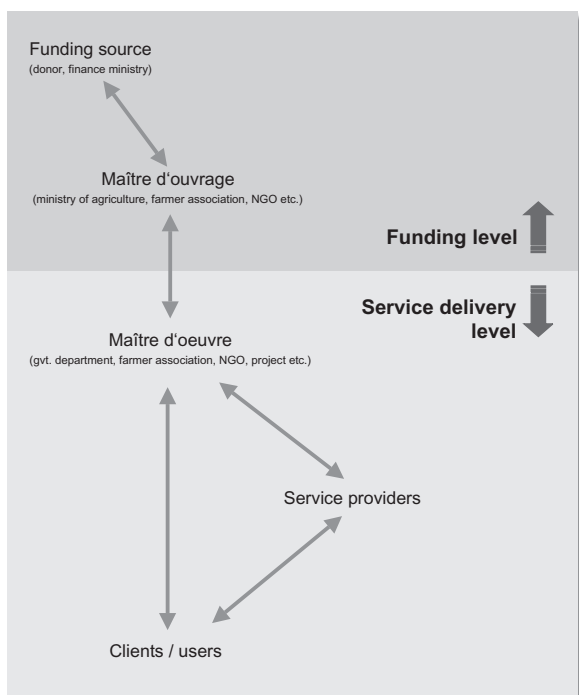 Funding source
(donor, finance ministry)
Maître d‘ouvrage
(ministry of agriculture, farmer association, NGO etc.)
Funding level
Service delivery
level
Maître d‘oeuvre
(gvt. department, farmer association, NGO, project etc.)
Service providers
Clients / users